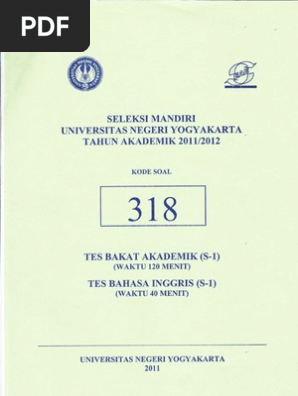 PDF
SELEKSI MANDIRI
UNIVERSITAS NEGERI YOGYAKARTA
TAHUN AKADEMIK 2011/2012
KODE SOAL
318
TES BAKAT AKADEMIK (S-1)
(WAKTU 120 MENIT)
TES BAHASA INGGRIS (S-1)
(WAKTU 40 MENIT)
UNIVERSITAS NEGERI YOGYAKARTA
2011